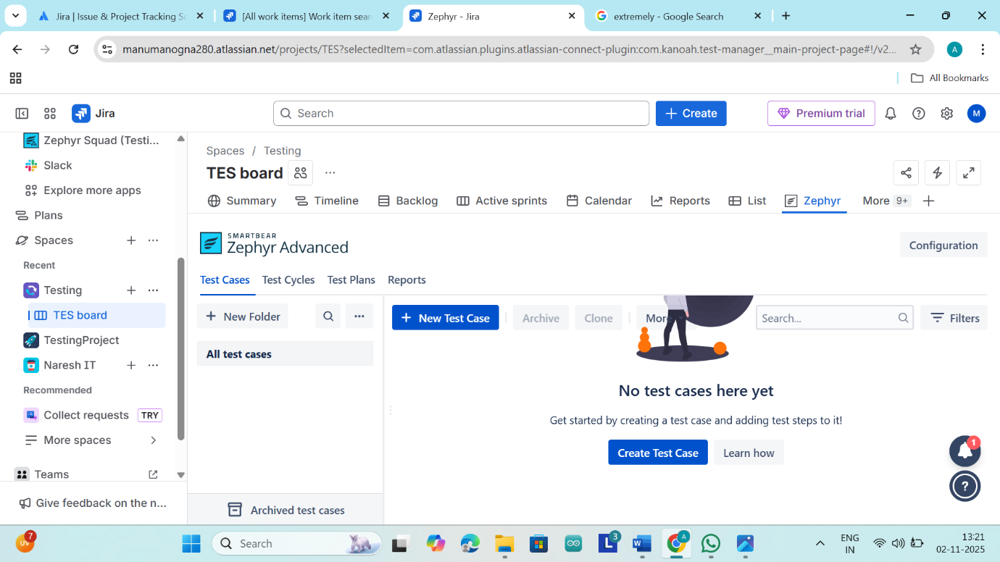 Jira | Issue & Project Tracking So
[All work items] Work item sear
Zephyr - Jira
extremely - Google Search
manumanogna280.atlassian.net/projects/TES?selectedItem=com.atlassian.plugins.atlassian-connect-plugin:com.kanoah.test-manager__main-project-page#!/v2...
A
All Bookmarks
Jira
Search
Create
Premium trial
M
Zephyr Squad (Testi...
Slack
Explore more apps
Plans
Spaces
Recent
Testing
TES board
TestingProject
Naresh IT
Recommended
Collect requests TRY
More spaces
Teams
Give feedback on the n...
Spaces / Testing
TES board
Summary Timeline Backlog Active sprints Calendar Reports List Zephyr More 9+
SMARTBEAR
Zephyr Advanced
Configuration
Test Cases Test Cycles Test Plans Reports
New Folder
All test cases
Archived test cases
New Test Case Archive Clone More Search... Filters
No test cases here yet
Get started by creating a test case and adding test steps to it!
Create Test Case Learn how
1
?
UV 7
Search
L 3
A
ENG
IN
13:21
02-11-2025